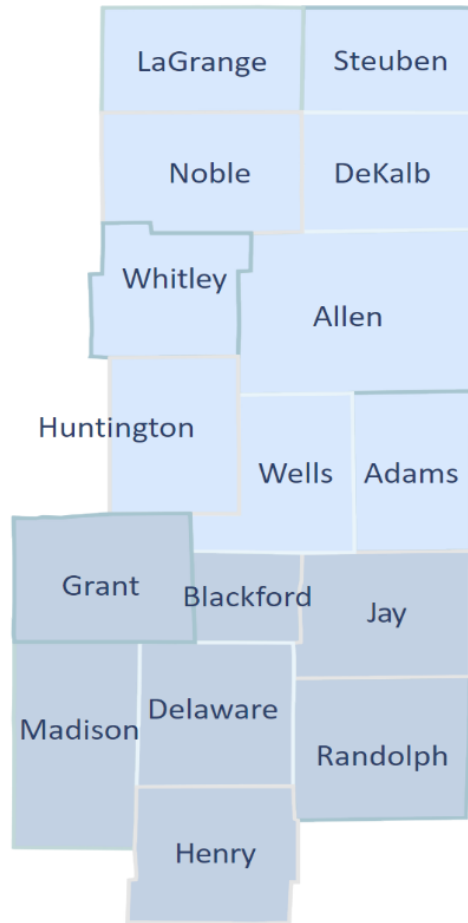 LaGrange
Steuben
Noble
DeKalb
Whitley
Allen
Huntington
Wells
Adams
Grant
Blackford
Jay
Madison
Delaware
Randolph
Henry